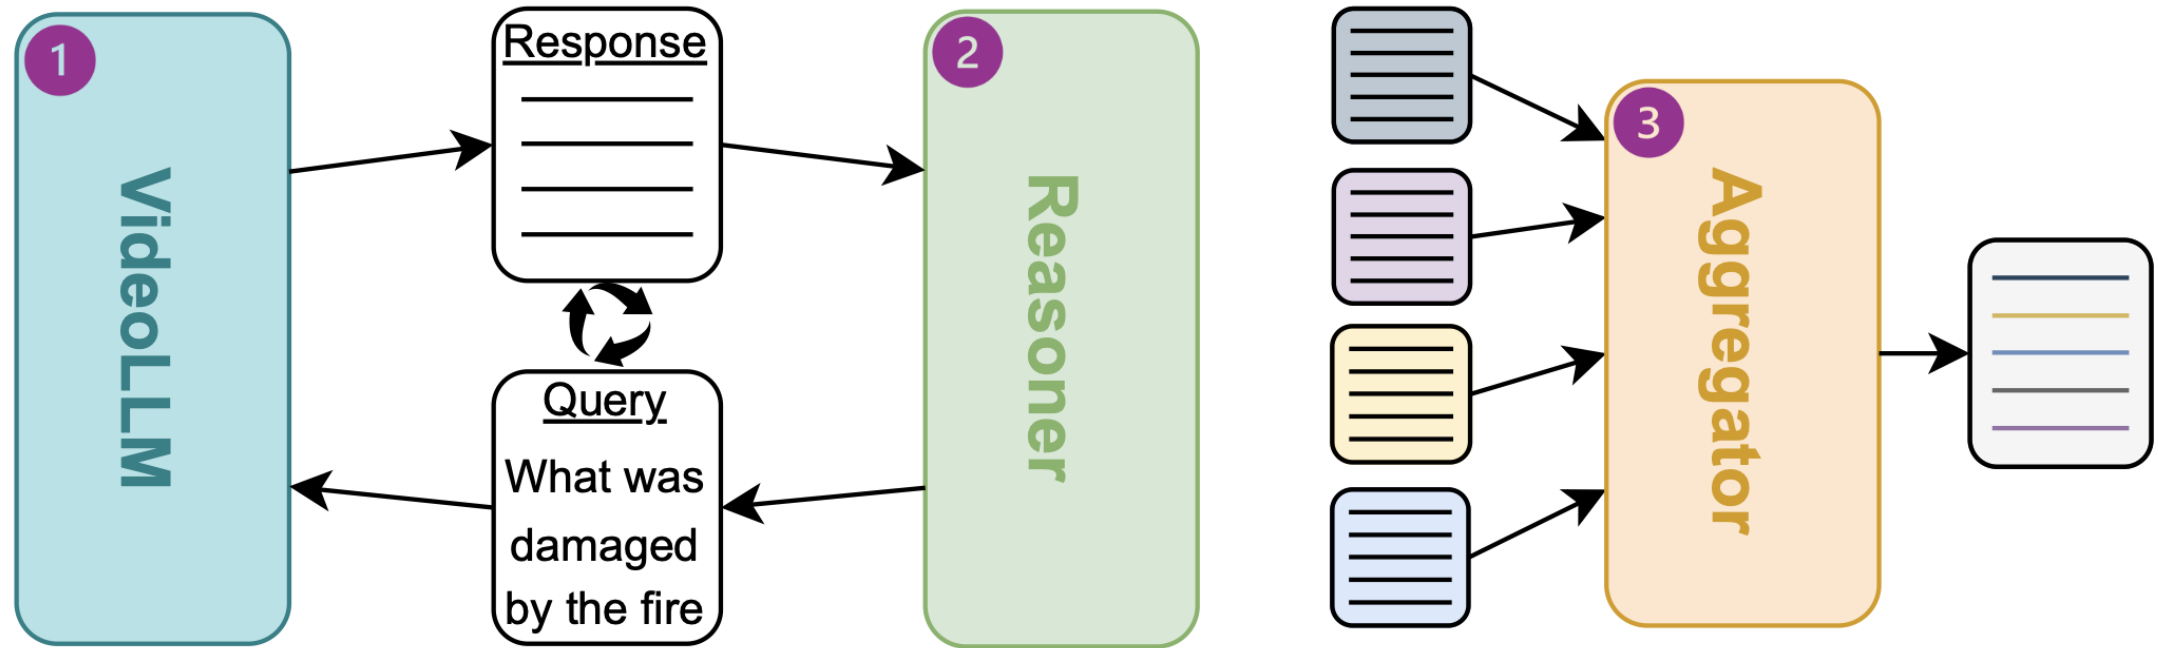 1
VideoLLM
Response
Query
What was
damaged
by the fire
2
Reasoner
3
Aggregator